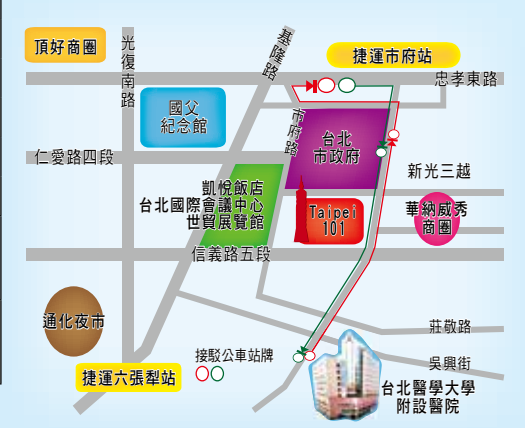 頂好商圈
光復南路
基隆路
捷運市府站
忠孝東路
國父
紀念館
市府路
台北
市政府
仁愛路四段
新光三越
凱悅飯店
台北國際會議中心
世貿展覽館
Taipei
101
華納威秀
商圈
信義路五段
通化夜市
莊敬路
接駁公車站牌
吳興街
捷運六張犁站
台北醫學大學
附設醫院